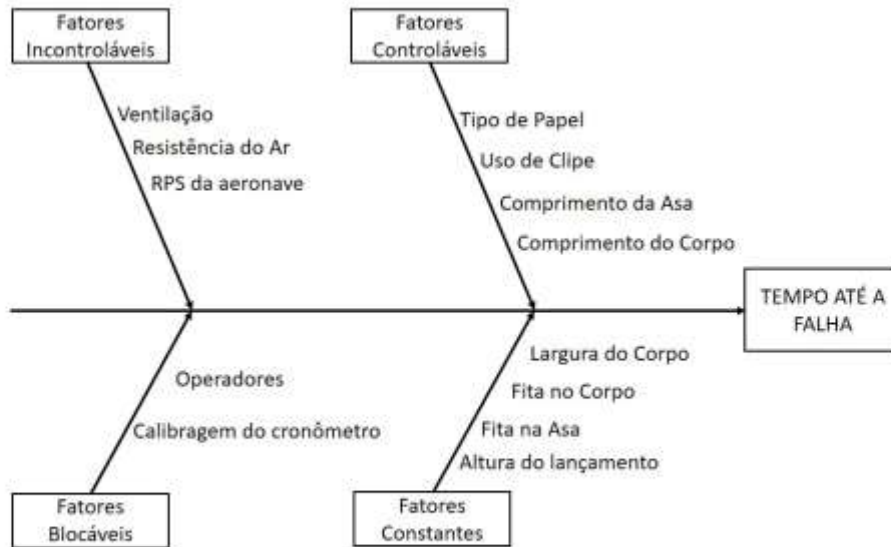 Fatores
Incontroláveis
Fatores
Controláveis
Ventilação
Resistência do Ar
RPS da aeronave
Tipo de Papel
Uso de Clipe
Comprimento da Asa
Comprimento do Corpo
TEMPO ATÉ A
FALHA
Operadores
Calibragem do cronômetro
Largura do Corpo
Fita no Corpo
Fita na Asa
Altura do lançamento
Fatores
Blocáveis
Fatores
Constantes